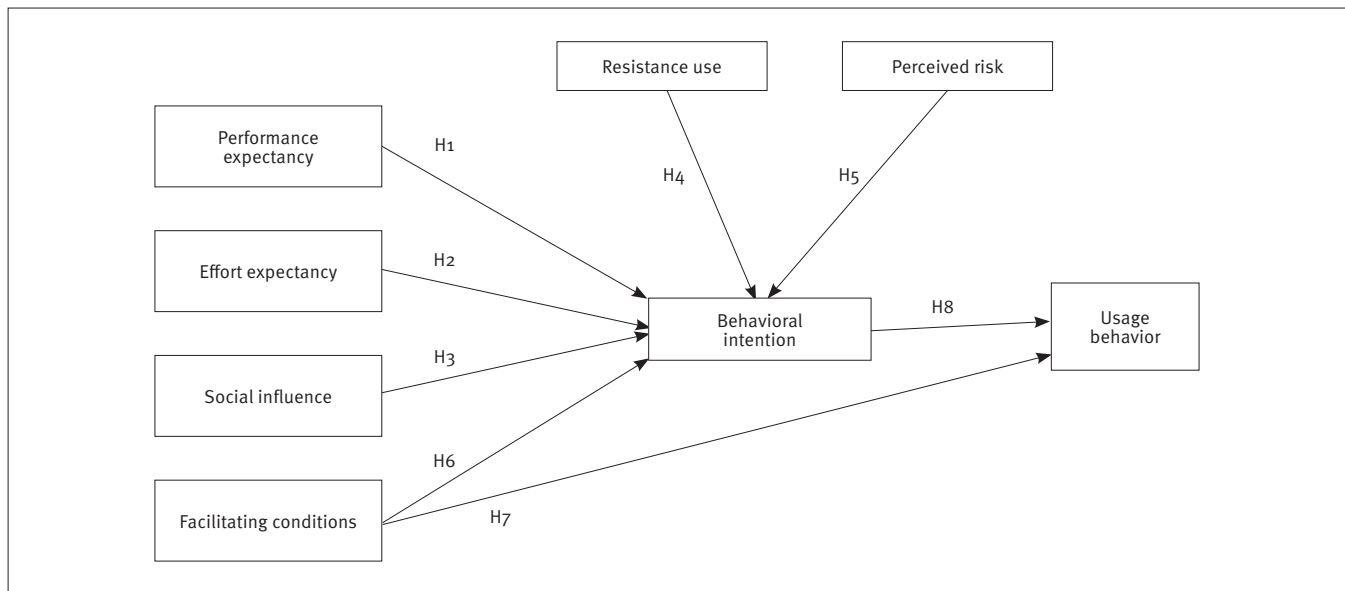 Resistance use
Perceived risk
Performance
expectancy
H1
H4
H5
Effort expectancy
H2
Behavioral
intention
H8
Usage
behavior
H3
Social influence
H6
Facilitating conditions
H7